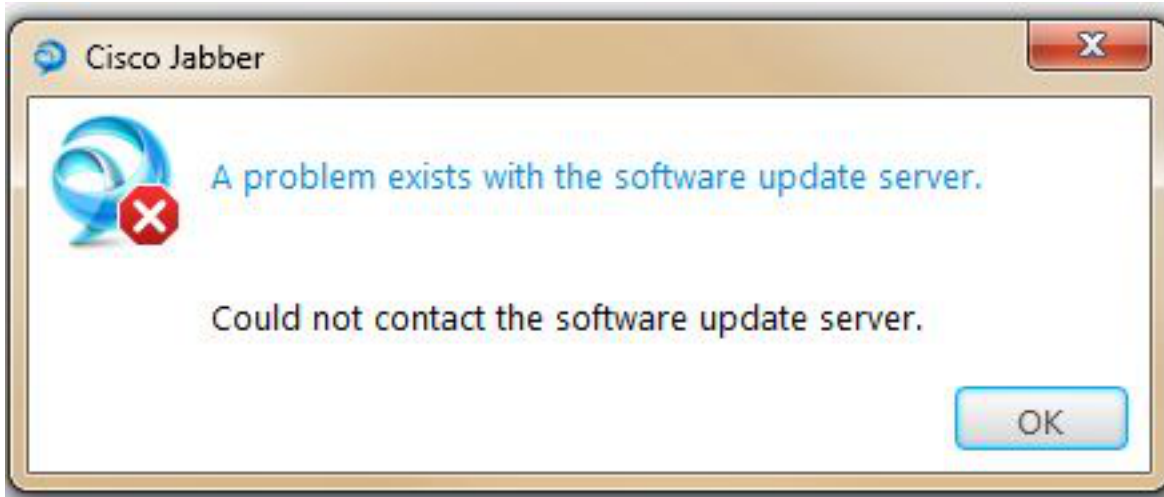 Cisco Jabber
A problem exists with the software update server.
Could not contact the software update server.
OK